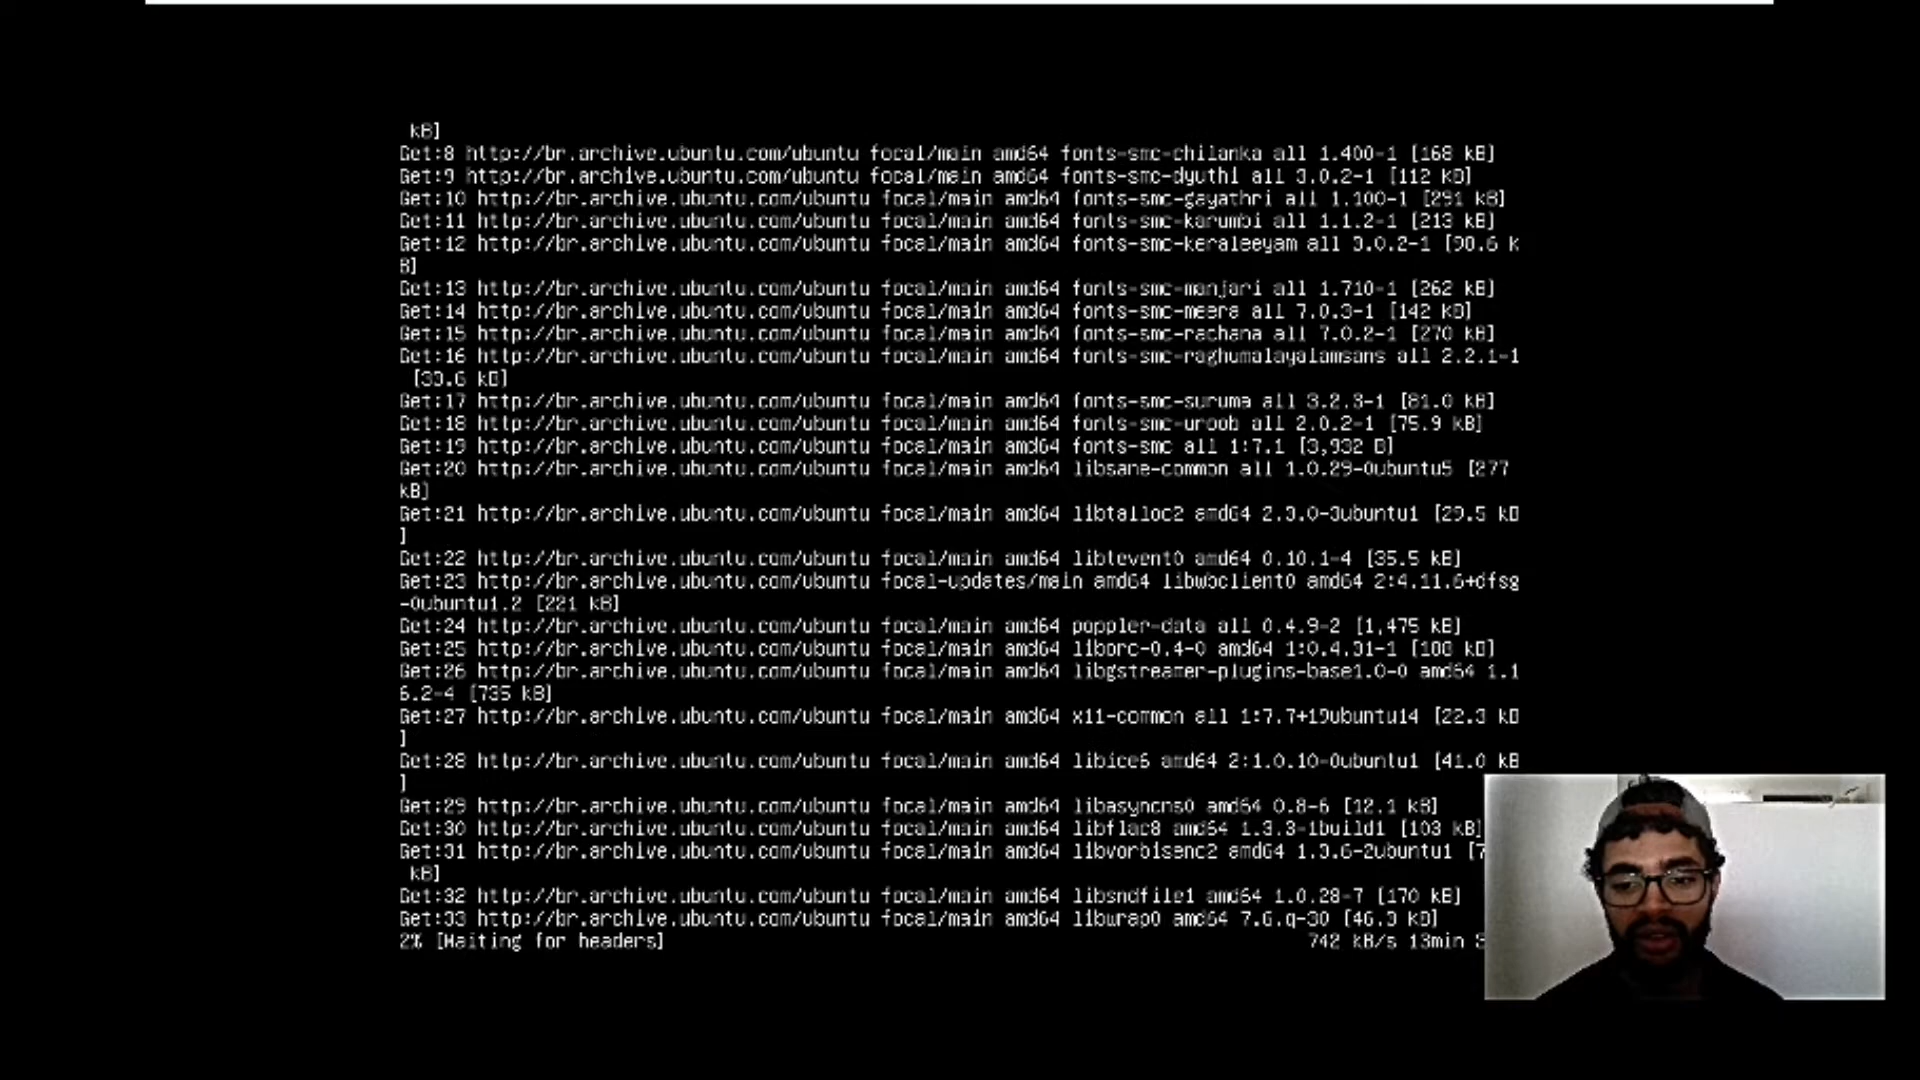 kB]
Get:8 http://br.archive.ubuntu.com/ubuntu focal/main amd64 fonts-smc-chilanka all 1.400-1 [168 kB]
Get:9 http://br.archive.ubuntu.com/ubuntu focal/main amd64 fonts-smc-dyuthi all 3.0.2-1 [112 kB]
Get:10 http://br.archive.ubuntu.com/ubuntu focal/main amd64 fonts-smc-gayathri all 1.100-1 [291 kB]
Get:11 http://br.archive.ubuntu.com/ubuntu focal/main amd64 fonts-smc-karumbi all 1.1.2-1 [213 kB]
Get:12 http://br.archive.ubuntu.com/ubuntu focal/main amd64 fonts-smc-keraleeyam all 3.0.2-1 [90.6 k
B]
Get:13 http://br.archive.ubuntu.com/ubuntu focal/main amd64 fonts-smc-manjari all 1.710-1 [262 kB]
Get:14 http://br.archive.ubuntu.com/ubuntu focal/main amd64 fonts-smc-meera all 7.0.3-1 [142 kB]
Get:15 http://br.archive.ubuntu.com/ubuntu focal/main amd64 fonts-smc-rachana all 7.0.2-1 [270 kB]
Get:16 http://br.archive.ubuntu.com/ubuntu focal/main amd64 fonts-smc-raghumalayalamsans all 2.2.1-1
[33.6 kB]
Get:17 http://br.archive.ubuntu.com/ubuntu focal/main amd64 fonts-smc-suruma all 3.2.3-1 [81.0 kB]
Get:18 http://br.archive.ubuntu.com/ubuntu focal/main amd64 fonts-smc-uroob all 2.0.2-1 [75.9 kB]
Get:19 http://br.archive.ubuntu.com/ubuntu focal/main amd64 fonts-smc all 1:7.1 [3,932 B]
Get:20 http://br.archive.ubuntu.com/ubuntu focal/main amd64 libsane-common all 1.0.29-0ubuntu5 [277
kB]
Get:21 http://br.archive.ubuntu.com/ubuntu focal/main amd64 libtalloc2 amd64 2.3.0-3ubuntu1 [29.5 kB
]
Get:22 http://br.archive.ubuntu.com/ubuntu focal/main amd64 libtevent0 amd64 0.10.1-4 [35.5 kB]
Get:23 http://br.archive.ubuntu.com/ubuntu focal-updates/main amd64 libwbclient0 amd64 2:4.11.6+dfsg
-0ubuntu1.2 [221 kB]
Get:24 http://br.archive.ubuntu.com/ubuntu focal/main amd64 poppler-data all 0.4.9-2 [1,475 kB]
Get:25 http://br.archive.ubuntu.com/ubuntu focal/main amd64 liborc-0.4-0 amd64 1:0.4.31-1 [188 kB]
Get:26 http://br.archive.ubuntu.com/ubuntu focal/main amd64 libgstreamer-plugins-base1.0-0 amd64 1.1
6.2-4 [735 kB]
Get:27 http://br.archive.ubuntu.com/ubuntu focal/main amd64 x11-common all 1:7.7+19ubuntu14 [22.3 kB
]
Get:28 http://br.archive.ubuntu.com/ubuntu focal/main amd64 libice6 amd64 2:1.0.10-0ubuntu1 [41.0 kB
]
Get:29 http://br.archive.ubuntu.com/ubuntu focal/main amd64 libasyncns0 amd64 0.8-6 [12.1 kB]
Get:30 http://br.archive.ubuntu.com/ubuntu focal/main amd64 libflac8 amd64 1.3.3-1build1 [103 kB]
Get:31 http://br.archive.ubuntu.com/ubuntu focal/main amd64 libvorbisenc2 amd64 1.3.6-2ubuntu1 [7
kB]
Get:32 http://br.archive.ubuntu.com/ubuntu focal/main amd64 libsndfile1 amd64 1.0.28-7 [170 kB]
Get:33 http://br.archive.ubuntu.com/ubuntu focal/main amd64 libwrap0 amd64 7.6.q-30 [46.3 kB]
2% [Waiting for headers] 742 kB/s 13min